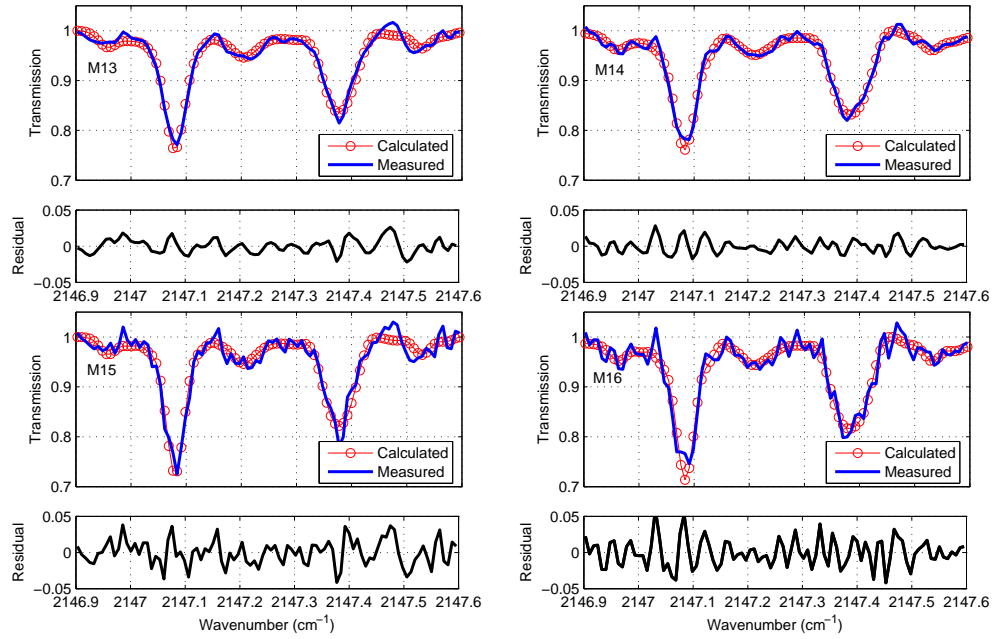 1
0.9
0.8
0.7
Transmission
M13
Calculated
Measured
1
0.9
0.8
0.7
Transmission
M14
Calculated
Measured
0.05
0
−0.05
Residual
2146.9 2147 2147.1 2147.2 2147.3 2147.4 2147.5 2147.6
0.05
0
−0.05
Residual
2146.9 2147 2147.1 2147.2 2147.3 2147.4 2147.5 2147.6
1
0.9
0.8
0.7
Transmission
M15
Calculated
Measured
1
0.9
0.8
0.7
Transmission
M16
Calculated
Measured
0.05
0
−0.05
Residual
2146.9 2147 2147.1 2147.2 2147.3 2147.4 2147.5 2147.6
Wavenumber (cm⁻¹)
0.05
0
−0.05
Residual
2146.9 2147 2147.1 2147.2 2147.3 2147.4 2147.5 2147.6
Wavenumber (cm⁻¹)